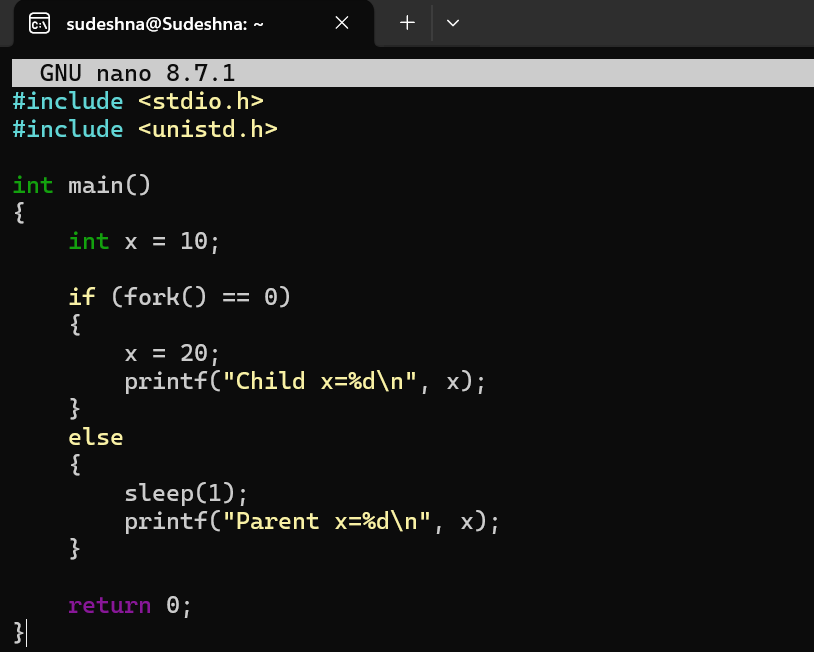 sudeshna@Sudeshna: ~
GNU nano 8.7.1
#include <stdio.h>
#include <unistd.h>

int main()
{
    int x = 10;

    if (fork() == 0)
    {
        x = 20;
        printf("Child x=%d\n", x);
    }
    else
    {
        sleep(1);
        printf("Parent x=%d\n", x);
    }

    return 0;
}